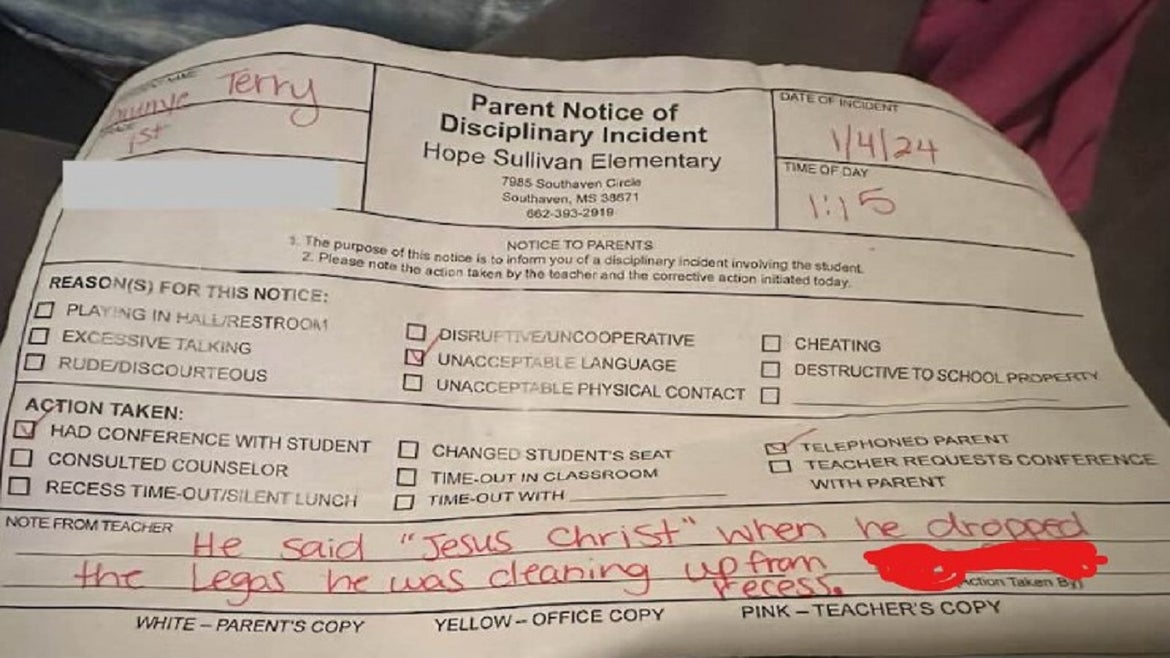 Terry
1st
Parent Notice of
Disciplinary Incident
Hope Sullivan Elementary
7985 Southaven Circle
Southaven, MS 38671
662-393-2919
DATE OF INCIDENT
1/4/24
TIME OF DAY
1:15
NOTICE TO PARENTS
1. The purpose of this notice is to inform you of a disciplinary incident involving the student.
2. Please note the action taken by the teacher and the corrective action initiated today.
REASON(S) FOR THIS NOTICE:
PLAYING IN HALL/RESTROOM
EXCESSIVE TALKING
RUDE/DISCOURTEOUS
DISRUPTIVE/UNCOOPERATIVE
UNACCEPTABLE LANGUAGE
UNACCEPTABLE PHYSICAL CONTACT
CHEATING
DESTRUCTIVE TO SCHOOL PROPERTY
ACTION TAKEN:
HAD CONFERENCE WITH STUDENT
CONSULTED COUNSELOR
RECESS TIME-OUT/SILENT LUNCH
CHANGED STUDENT'S SEAT
TIME-OUT IN CLASSROOM
TIME-OUT WITH
TELEPHONED PARENT
TEACHER REQUESTS CONFERENCE
WITH PARENT
NOTE FROM TEACHER
He said "Jesus Christ" when he dropped
the Legas he was cleaning up from
recess.
Action Taken By)
WHITE – PARENT'S COPY
YELLOW – OFFICE COPY
PINK – TEACHER'S COPY